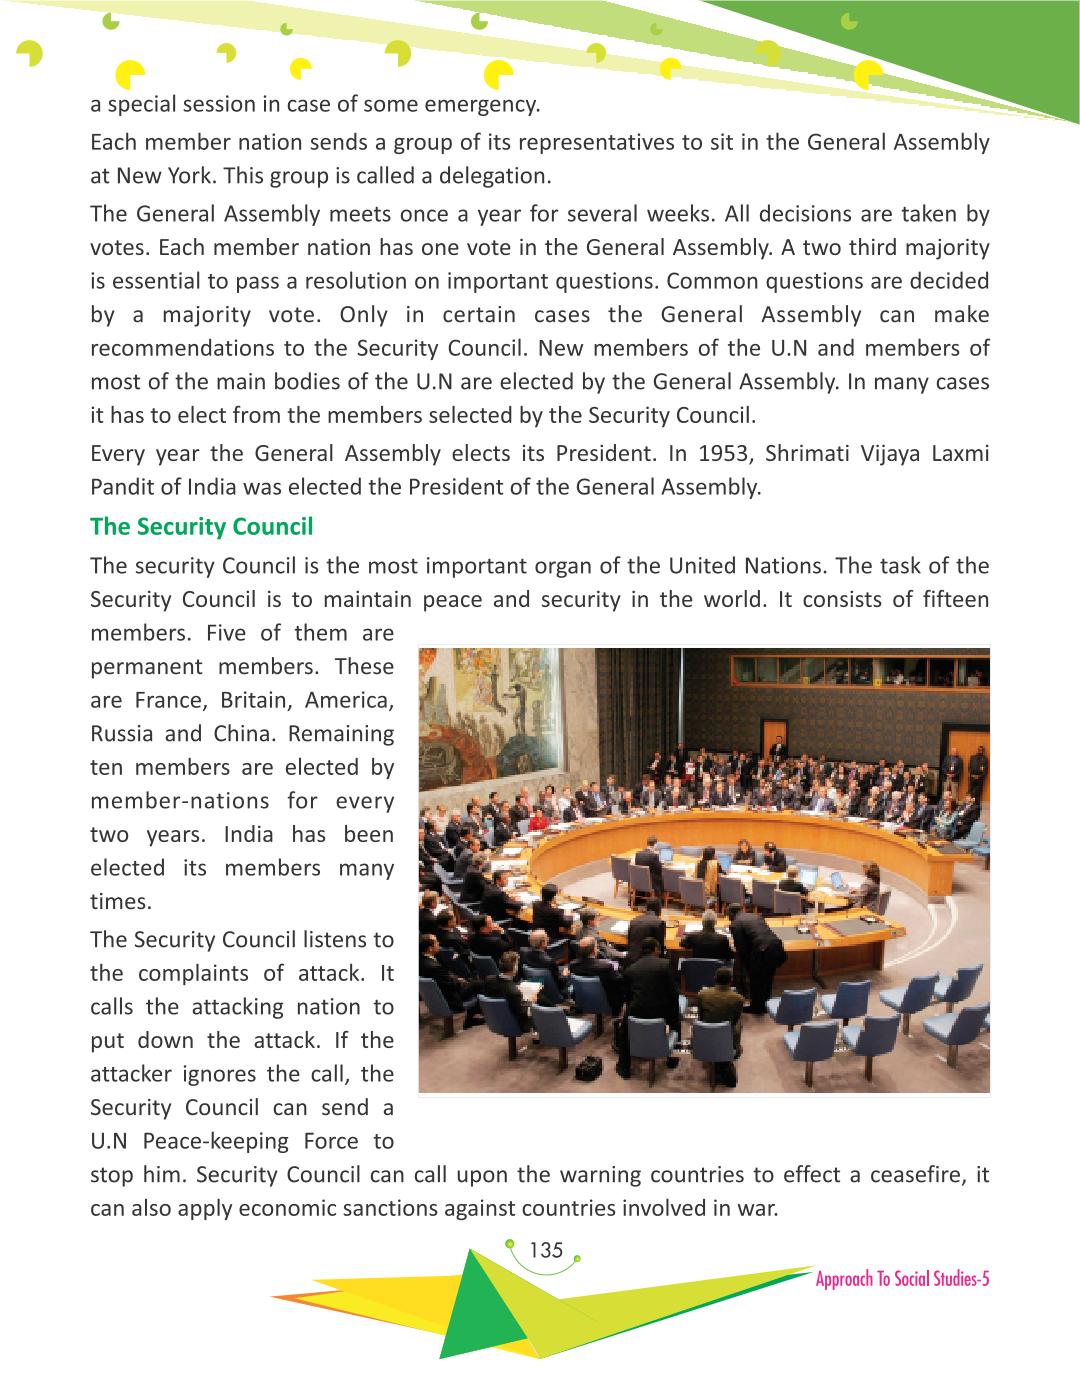 a special session in case of some emergency.
Each member nation sends a group of its representatives to sit in the General Assembly
at New York. This group is called a delegation.
The General Assembly meets once a year for several weeks. All decisions are taken by
votes. Each member nation has one vote in the General Assembly. A two third majority
is essential to pass a resolution on important questions. Common questions are decided
by a majority vote. Only in certain cases the General Assembly can make
recommendations to the Security Council. New members of the U.N and members of
most of the main bodies of the U.N are elected by the General Assembly. In many cases
it has to elect from the members selected by the Security Council.
Every year the General Assembly elects its President. In 1953, Shrimati Vijaya Laxmi
Pandit of India was elected the President of the General Assembly.
The Security Council
The security Council is the most important organ of the United Nations. The task of the
Security Council is to maintain peace and security in the world. It consists of fifteen
members. Five of them are
permanent members. These
are France, Britain, America,
Russia and China. Remaining
ten members are elected by
member-nations for every
two years. India has been
elected its members many
times.
The Security Council listens to
the complaints of attack. It
calls the attacking nation to
put down the attack. If the
attacker ignores the call, the
Security Council can send a
U.N Peace-keeping Force to
stop him. Security Council can call upon the warning countries to effect a ceasefire, it
can also apply economic sanctions against countries involved in war.
135
Approach To Social Studies-5